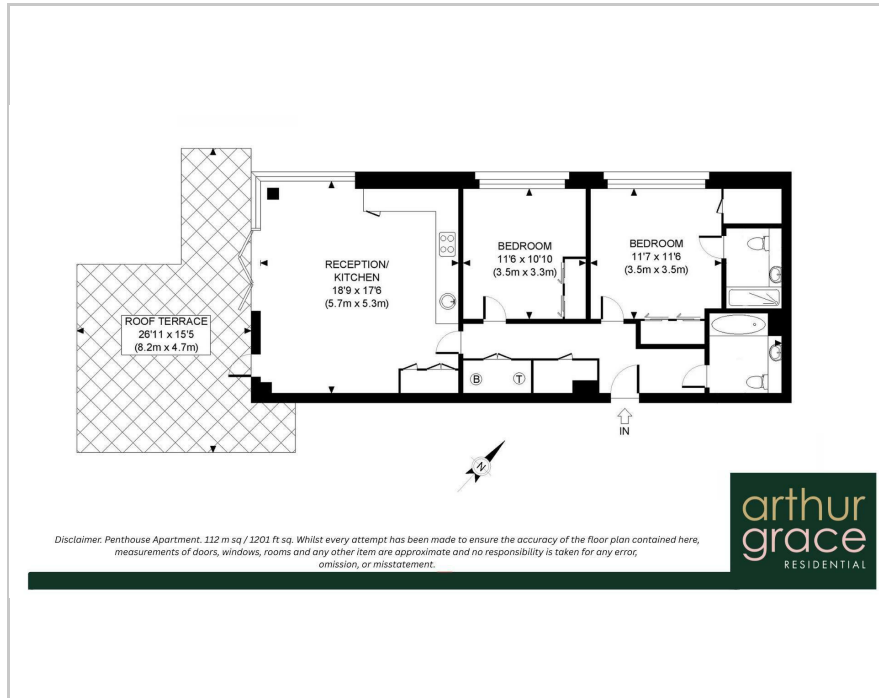 ROOF TERRACE
26'11 x 15'5
(8.2m x 4.7m)
RECEPTION/
KITCHEN
18'9 x 17'6
(5.7m x 5.3m)
BEDROOM
11'6 x 10'10
(3.5m x 3.3m)
BEDROOM
11'7 x 11'6
(3.5m x 3.5m)
B
T
IN
N
Disclaimer. Penthouse Apartment. 112 m sq / 1201 ft sq. Whilst every attempt has been made to ensure the accuracy of the floor plan contained here,
measurements of doors, windows, rooms and any other item are approximate and no responsibility is taken for any error,
omission, or misstatement.
arthur
grace
RESIDENTIAL